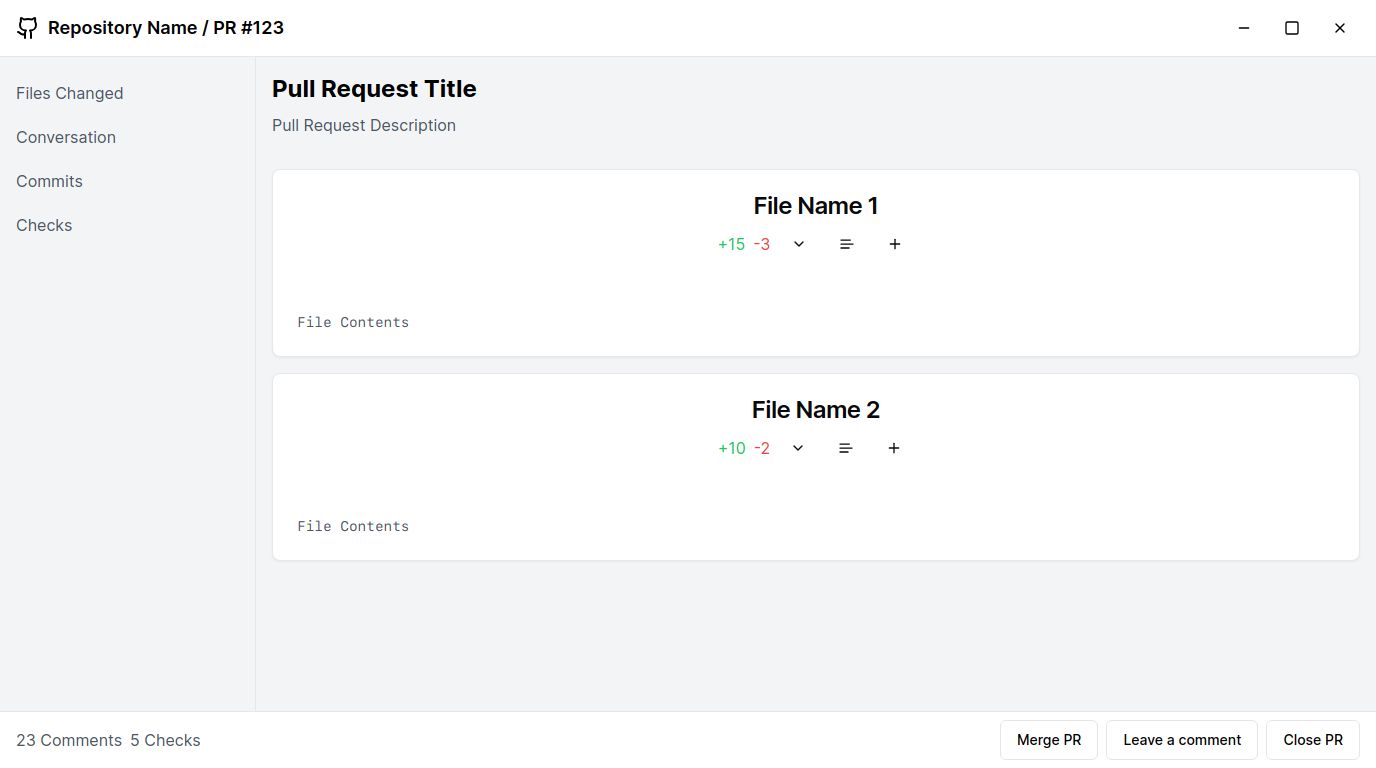 Repository Name / PR #123
Files Changed
Conversation
Commits
Checks
Pull Request Title
Pull Request Description
File Name 1
+15 -3
File Contents
File Name 2
+10 -2
File Contents
23 Comments 5 Checks
Merge PR
Leave a comment
Close PR